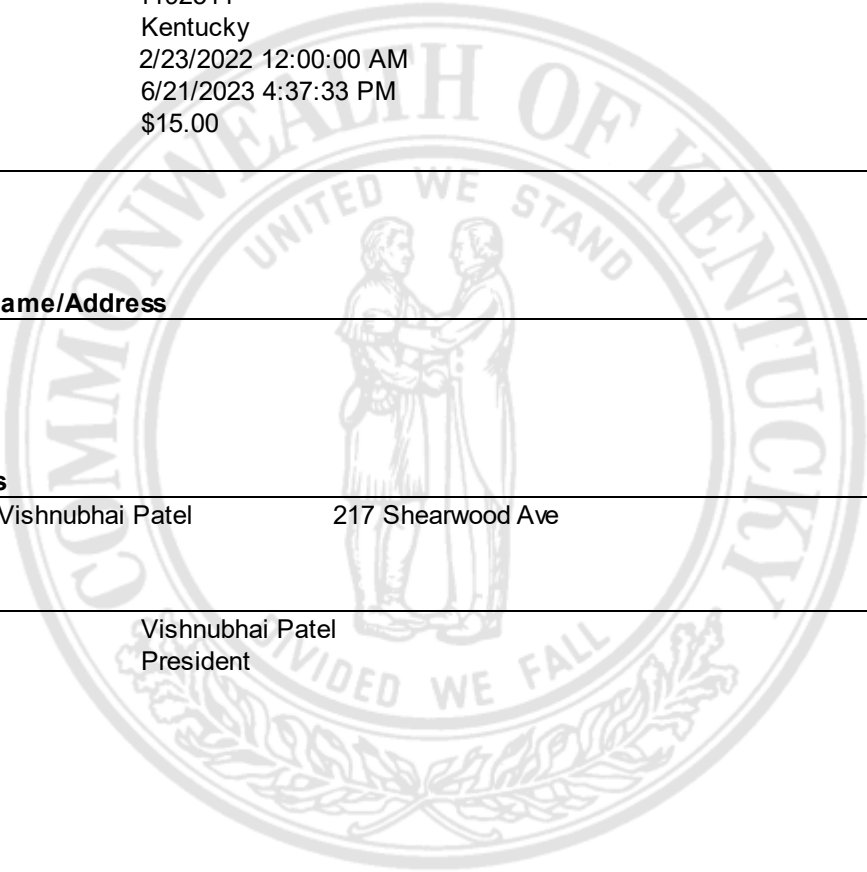 Kentucky
2/23/2022 12:00:00 AM
6/21/2023 4:37:33 PM
$15.00
COMMONWEALTH OF KENTUCKY
UNITED WE STAND
ame/Address
s
Vishnubhai Patel 217 Shearwood Ave
Vishnubhai Patel
President
DIVIDED WE FALL